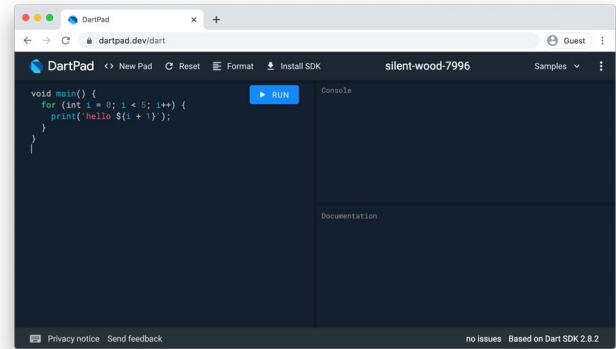 DartPad
dartpad.dev/dart
Guest
DartPad
<> New Pad
Reset
Format
Install SDK
silent-wood-7996
Samples
void main() {
  for (int i = 0; i < 5; i++) {
    print('hello ${i + 1}');
  }
}
RUN
Console
Documentation
Privacy notice
Send feedback
no issues
Based on Dart SDK 2.8.2